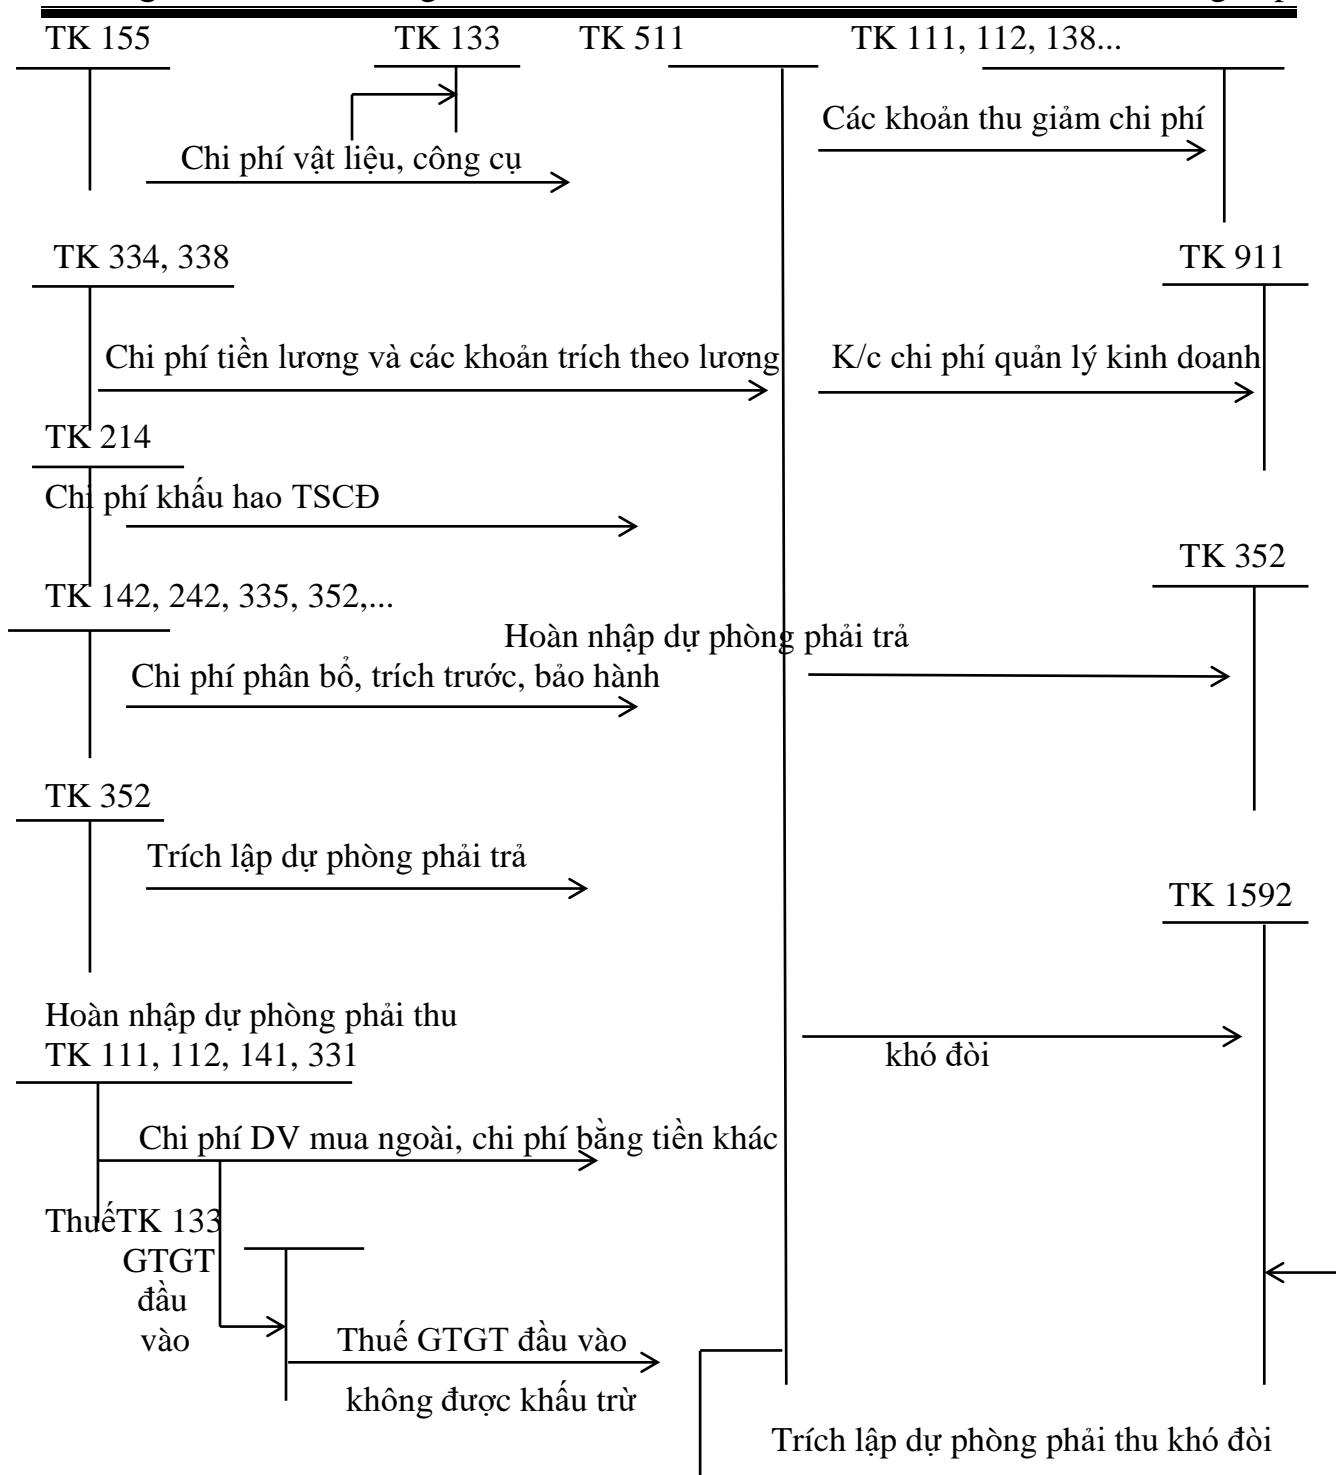 TK 155 TK 133 TK 511 TK 111, 112, 138...
Các khoản thu giảm chi phí
Chi phí vật liệu, công cụ
TK 334, 338 TK 911
Chi phí tiền lương và các khoản trích theo lương K/c chi phí quản lý kinh doanh
TK 214
Chi phí khấu hao TSCĐ
TK 352
TK 142, 242, 335, 352,...
Hoàn nhập dự phòng phải trả
Chi phí phân bổ, trích trước, bảo hành
TK 352
Trích lập dự phòng phải trả
TK 1592
Hoàn nhập dự phòng phải thu
TK 111, 112, 141, 331 khó đòi
Chi phí DV mua ngoài, chi phí bằng tiền khác
ThuếTK 133
GTGT
đầu
vào Thuế GTGT đầu vào
không được khấu trừ
Trích lập dự phòng phải thu khó đòi